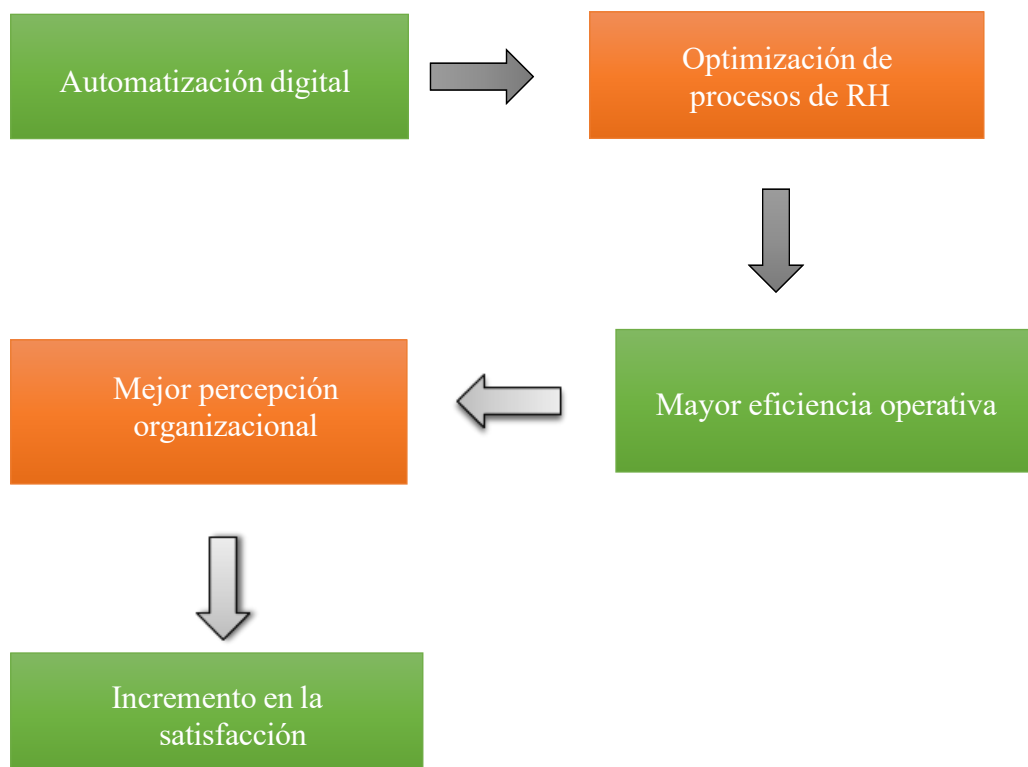 Automatización digital
Optimización de
procesos de RH
Mayor eficiencia operativa
Mejor percepción
organizacional
Incremento en la
satisfacción